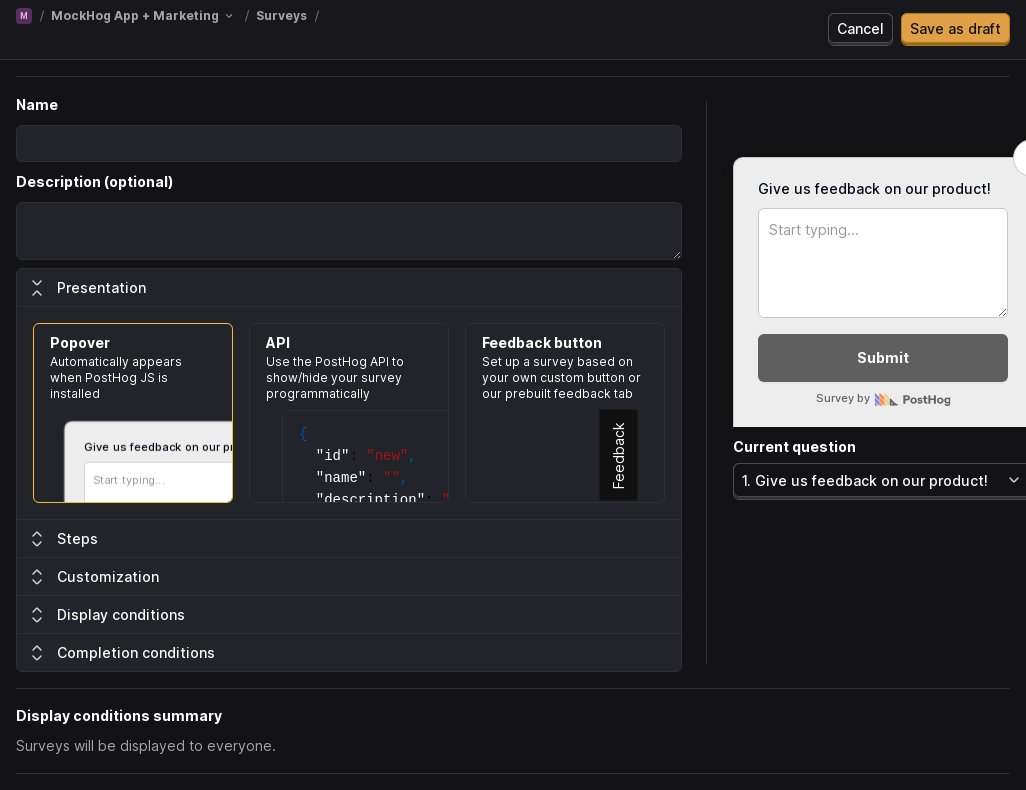 M / MockHog App + Marketing / Surveys /
Cancel
Save as draft
Name
Description (optional)
Presentation
Popover
Automatically appears
when PostHog JS is
installed
Give us feedback on our pr
Start typing...
API
Use the PostHog API to
show/hide your survey
programmatically
{
"id": "new",
"name": "",
"description": "
Feedback button
Set up a survey based on
your own custom button or
our prebuilt feedback tab
Feedback
Steps
Customization
Display conditions
Completion conditions
Give us feedback on our product!
Start typing...
Submit
Survey by PostHog
Current question
1. Give us feedback on our product!
Display conditions summary
Surveys will be displayed to everyone.